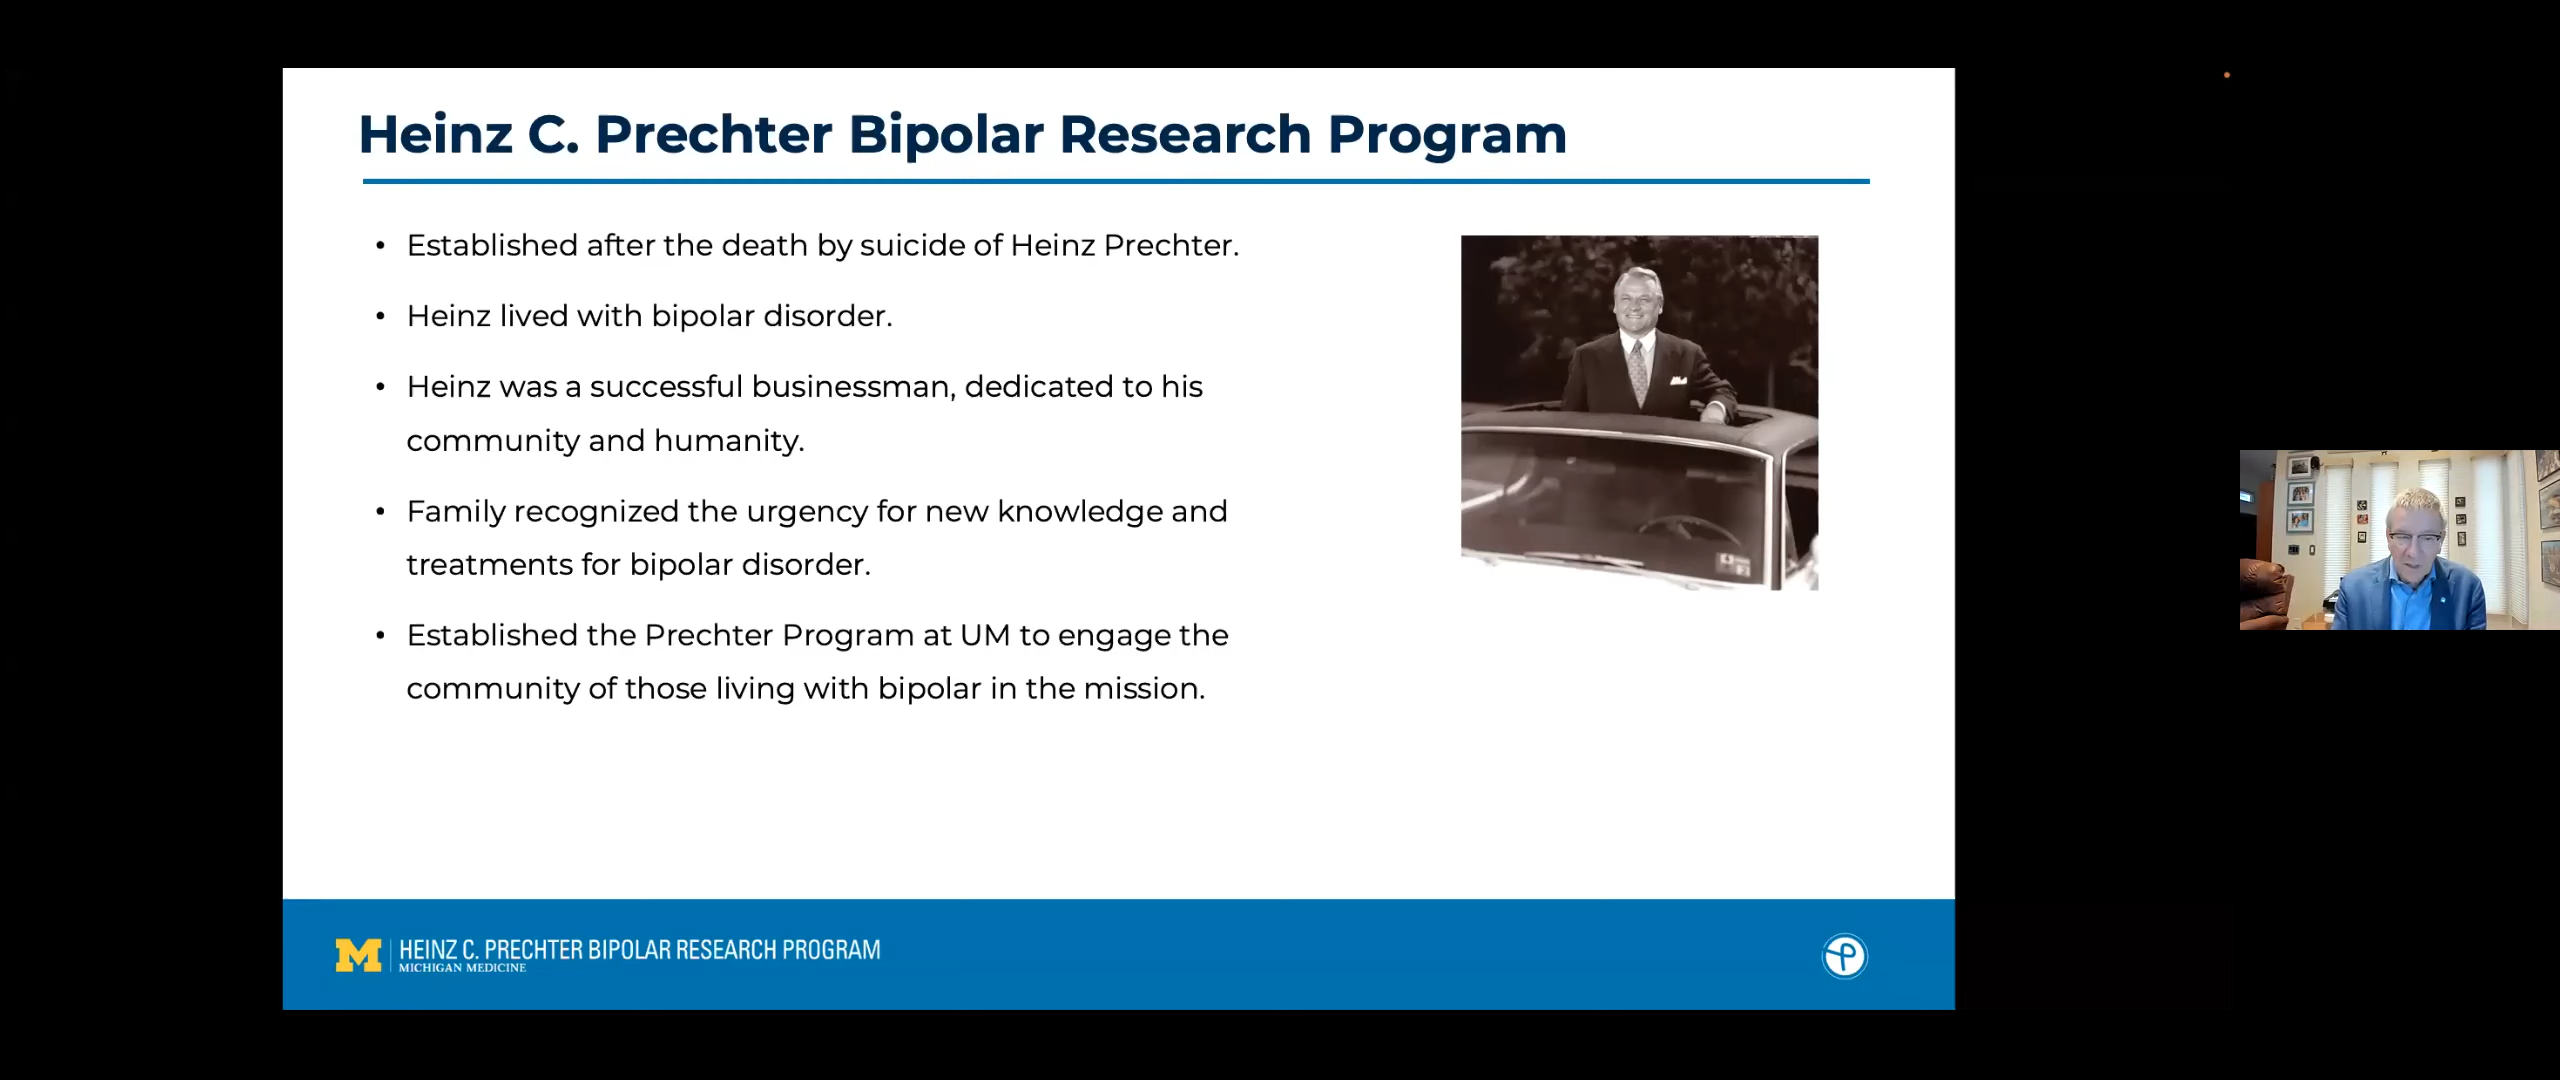 Heinz C. Prechter Bipolar Research Program
• Established after the death by suicide of Heinz Prechter.
• Heinz lived with bipolar disorder.
• Heinz was a successful businessman, dedicated to his
community and humanity.
• Family recognized the urgency for new knowledge and
treatments for bipolar disorder.
• Established the Prechter Program at UM to engage the
community of those living with bipolar in the mission.
M
HEINZ C. PRECHTER BIPOLAR RESEARCH PROGRAM
MICHIGAN MEDICINE
P